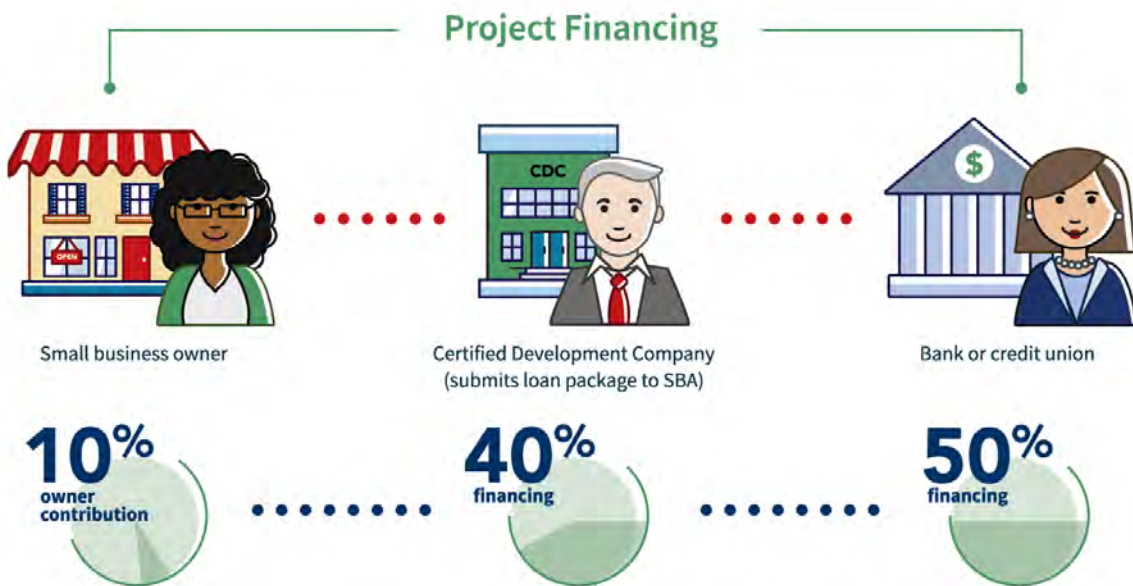 Project Financing
OPEN
CDC
$
Small business owner
Certified Development Company
(submits loan package to SBA)
Bank or credit union
10%
owner
contribution
40%
financing
50%
financing